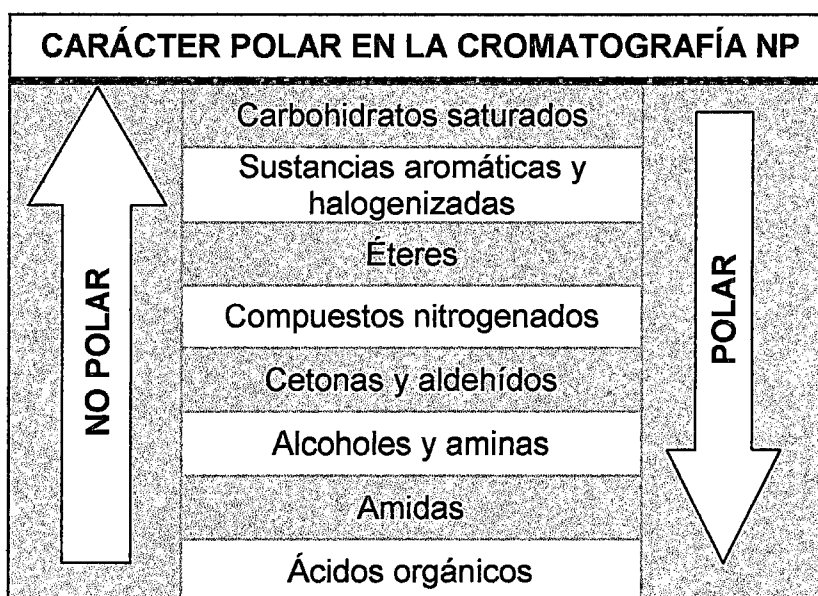 CARÁCTER POLAR EN LA CROMATOGRAFÍA NP
NO POLAR
Carbohidratos saturados
Sustancias aromáticas y
halogenizadas
Éteres
Compuestos nitrogenados
Cetonas y aldehídos
Alcoholes y aminas
Amidas
Ácidos orgánicos
POLAR